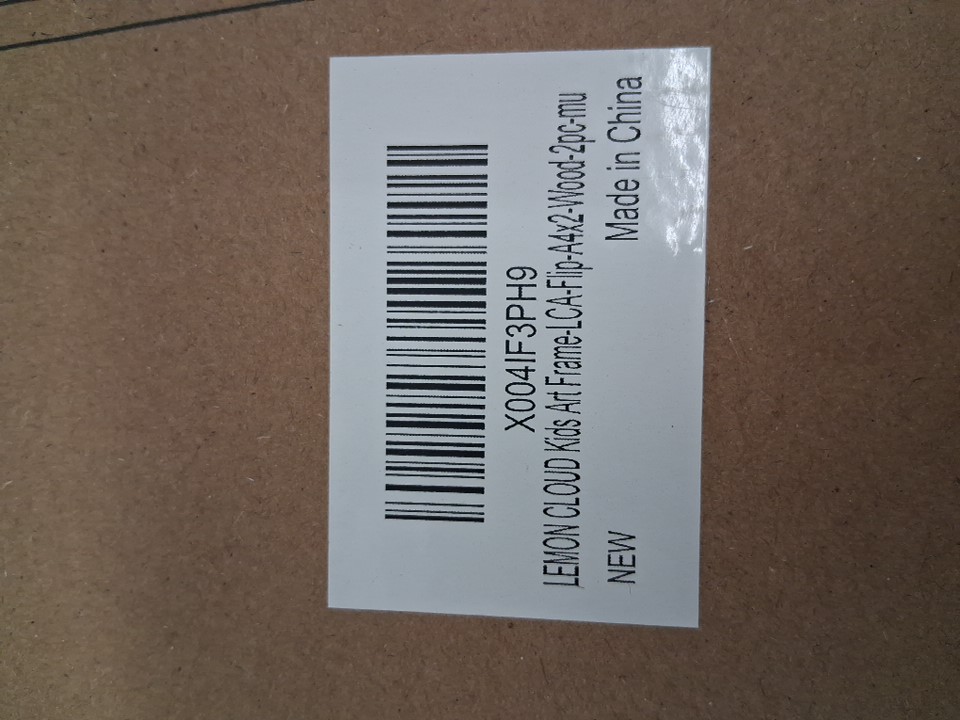 X004IF3PH9
LEMON CLOUD Kids Art Frame-LCA-Flip-A4x2-Wood-2pc-mu
NEW Made in China